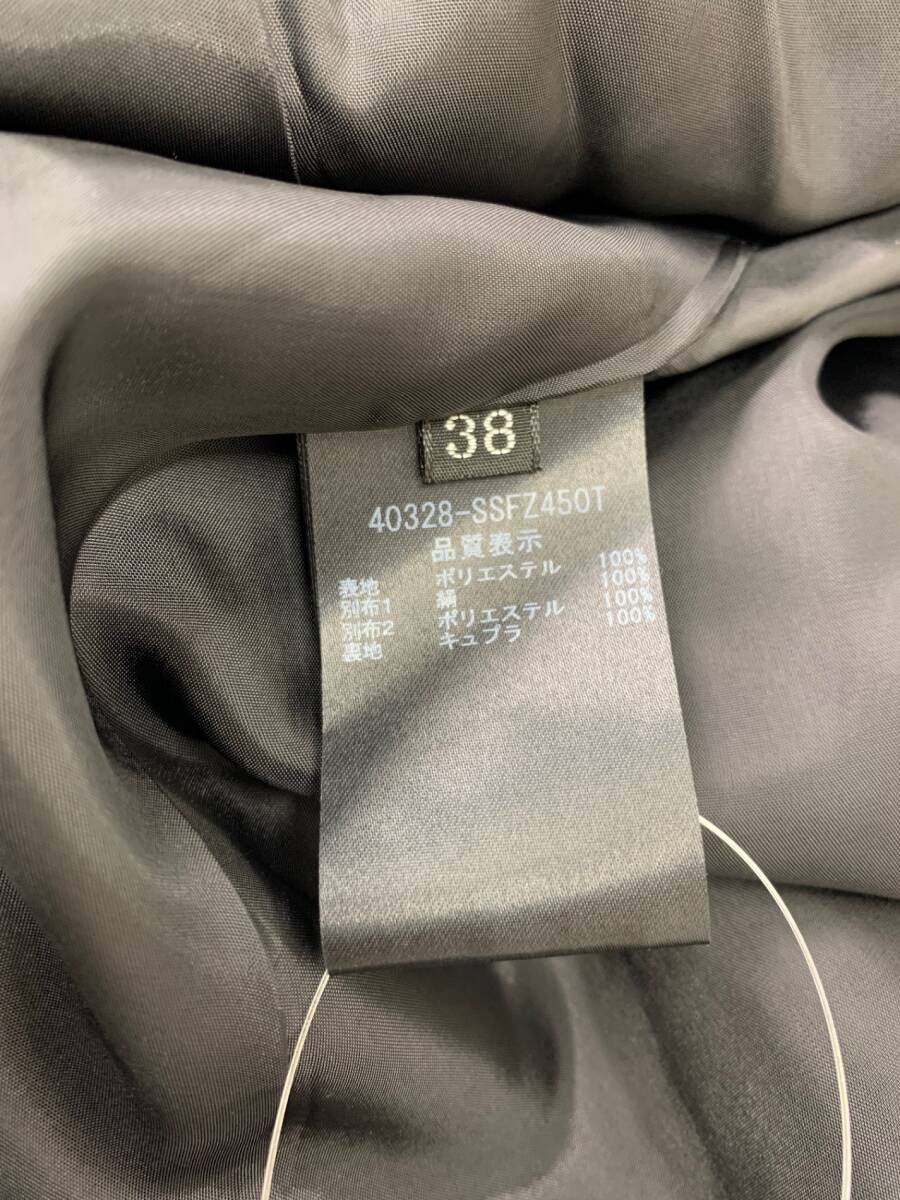 38
40328-SSFZ450T
品質表示
表地 ポリエステル 100%
別布1 絹 100%
別布2 ポリエステル 100%
裏地 キュプラ 100%